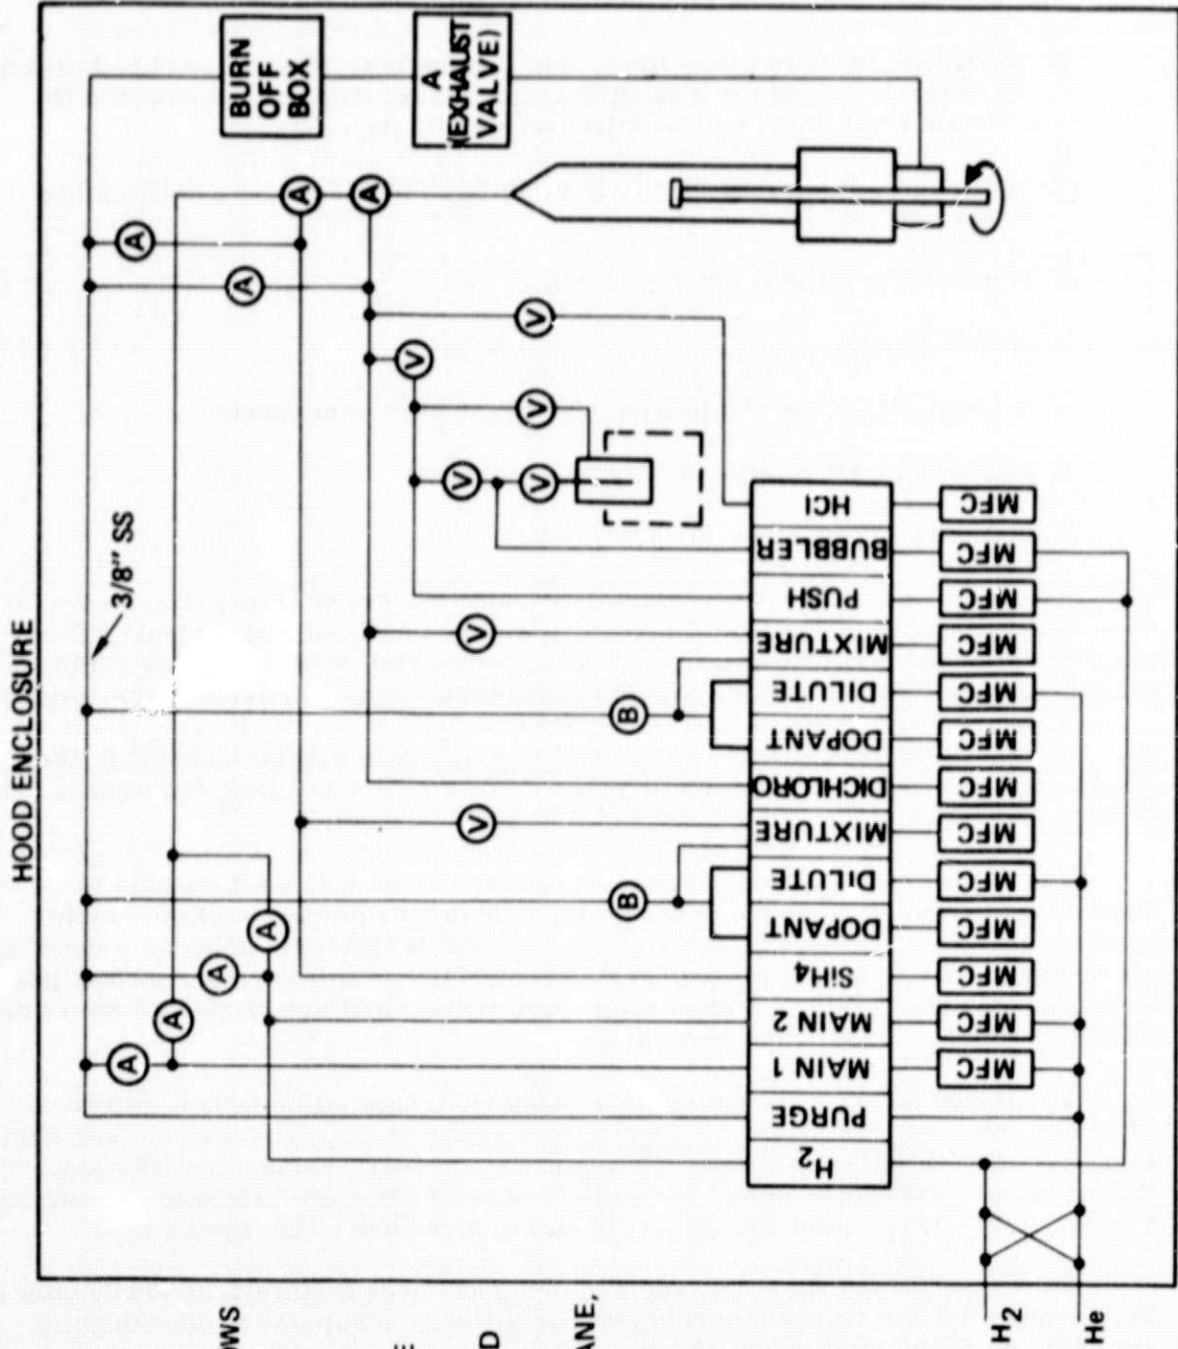 HOOD ENCLOSURE
3/8" SS
BURN
OFF
BOX
A
(EXHAUST
VALVE)
A
A
A
A
V
V
V
V
V
V
V
B
B
A
A
A
A
HCl
BUBBLER
PUSH
MIXTURE
DILUTE
DOPANT
DICHLORO
MIXTURE
DILUTE
DOPANT
SiH4
MAIN 2
MAIN 1
PURGE
H2
MFC
MFC
MFC
MFC
MFC
MFC
MFC
MFC
MFC
MFC
MFC
MFC
MFC
H2
He
OWS
E
D
ANE,